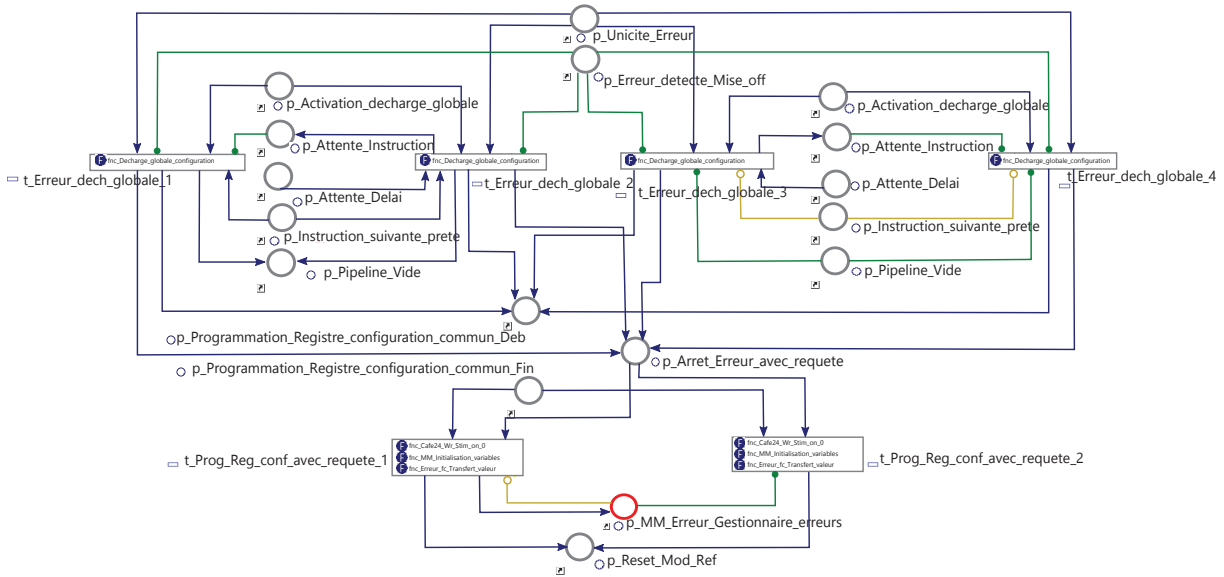 p_Unicite_Erreur
p_Erreur_detecte_Mise_off
p_Activation_decharge_globale
p_Activation_decharge_globale
p_Attente_Instruction
p_Attente_Instruction
F fnc_Decharge_globale_configuration
F fnc_Decharge_globale_configuration
F fnc_Decharge_globale_configuration
F fnc_Decharge_globale_configuration
t_Erreur_dech_globale_1
t_Erreur_dech_globale_2
t_Erreur_dech_globale_3
t_Erreur_dech_globale_4
p_Attente_Delai
p_Attente_Delai
p_Instruction_suivante_prete
p_Instruction_suivante_prete
p_Pipeline_Vide
p_Pipeline_Vide
p_Programmation_Registre_configuration_commun_Deb
p_Arret_Erreur_avec_requete
p_Programmation_Registre_configuration_commun_Fin
F fnc_Cafe24_Wr_Stim_on_0
F fnc_MM_Initialisation_variables
F fnc_Erreur_fc_Transfert_valeur
t_Prog_Reg_conf_avec_requete_1
F fnc_Cafe24_Wr_Stim_on_0
F fnc_MM_Initialisation_variables
F fnc_Erreur_fc_Transfert_valeur
t_Prog_Reg_conf_avec_requete_2
p_MM_Erreur_Gestionnaire_erreurs
p_Reset_Mod_Ref